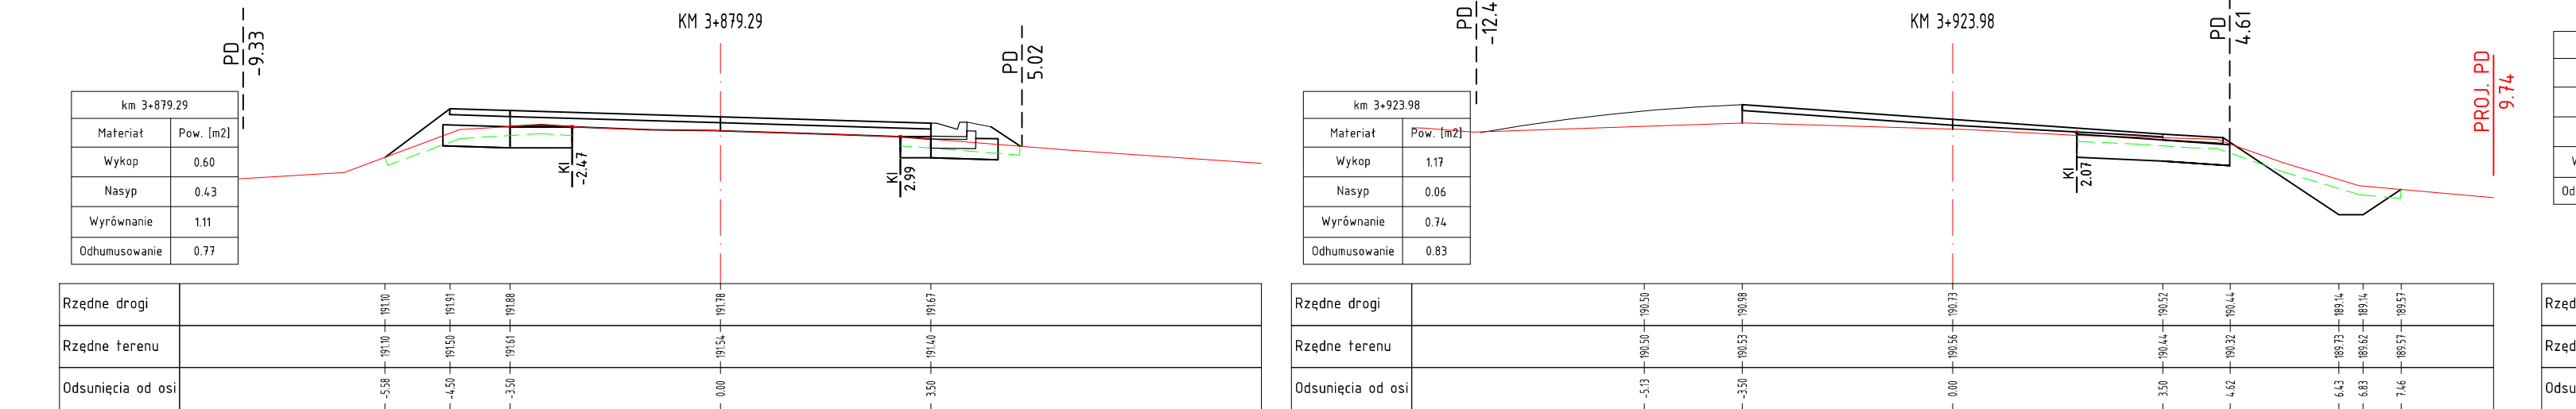 KM 3+879.29
PD
-9.33
PD
5.02
km 3+879.29
Materiał Pow. [m2]
Wykop 0.60
Nasyp 0.43
Wyrównanie 1.11
Odhumusowanie 0.77
KI
-2.47
KI
2.99
Rzędne drogi 191.10 191.91 191.88 191.78 191.67
Rzędne terenu 191.10 191.50 191.61 191.54 191.40
Odsunięcia od osi -5.58 -4.50 -3.50 0.00 3.50
KM 3+923.98
PD
-12.4
PD
4.61
PROJ. PD
9.74
km 3+923.98
Materiał Pow. [m2]
Wykop 1.17
Nasyp 0.06
Wyrównanie 0.74
Odhumusowanie 0.83
KI
2.07
Rzędne drogi 190.50 190.98 190.73 190.52 190.44 189.14 189.14 189.57
Rzędne terenu 190.50 190.53 190.56 190.44 190.32 189.73 189.62 189.57
Odsunięcia od osi -5.13 -3.50 0.00 3.50 4.62 6.43 6.83 7.46
W
Od
Rzęd
Rzęd
Odsu